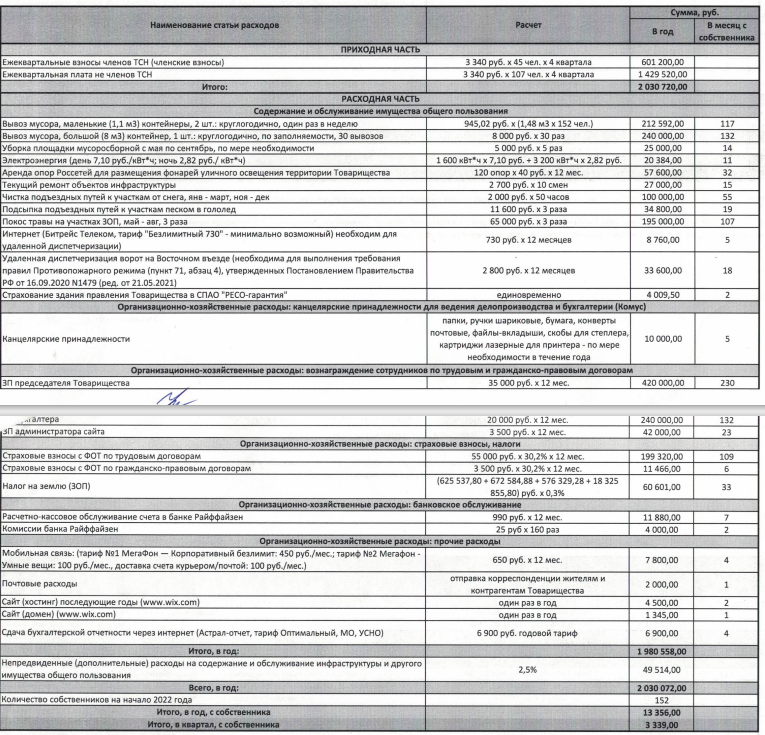 Наименование статьи расходов Расчет Сумма, руб.
В год В месяц с собственника
ПРИХОДНАЯ ЧАСТЬ
Ежеквартальные взносы членов ТСН (членские взносы) 3 340 руб. х 45 чел. х 4 квартала 601 200,00
Ежеквартальная плата не членов ТСН 3 340 руб. х 107 чел. х 4 квартала 1 429 520,00
Итого: 2 030 720,00
РАСХОДНАЯ ЧАСТЬ
Содержание и обслуживание имущества общего пользования
Вывоз мусора, маленькие (1,1 м3) контейнеры, 2 шт.: круглогодично, один раз в неделю 945,02 руб. х (1,48 м3 х 152 чел.) 212 592,00 117
Вывоз мусора, большой (8 м3) контейнер, 1 шт.: круглогодично, по заполняемости, 30 вывозов 8 000 руб. х 30 раз 240 000,00 132
Уборка площадки мусоросборной с мая по сентябрь, по мере необходимости 5 000 руб. х 5 раз 25 000,00 14
Электроэнергия (день 7,10 руб./кВт*ч; ночь 2,82 руб./ кВт*ч) 1 600 кВт*ч х 7,10 руб. + 3 200 кВт*ч х 2,82 руб. 20 384,00 11
Аренда опор Россетей для размещения фонарей уличного освещения территории Товарищества 120 опор х 40 руб. х 12 мес. 57 600,00 32
Текущий ремонт объектов инфраструктуры 2 700 руб. х 10 смен 27 000,00 15
Чистка подъездных путей к участкам от снега, янв - март, ноя - дек 2 000 руб. х 50 часов 100 000,00 55
Подсыпка подъездных путей к участкам песком в гололед 11 600 руб. х 3 раза 34 800,00 19
Покос травы на участках ЗОП, май - авг, 3 раза 65 000 руб. х 3 раза 195 000,00 107
Интернет (Битрейс Телеком, тариф "Безлимитный 730" - минимально возможный) необходим для
удаленной диспетчеризации) 730 руб. х 12 месяцев 8 760,00 5
Удаленная диспетчеризация ворот на Восточном въезде (необходима для выполнения требования
правил Противопожарного режима (пункт 71, абзац 4), утвержденных Постановлением Правительства
РФ от 16.09.2020 N1479 (ред. от 21.05.2021) 2 800 руб. х 12 месяцев 33 600,00 18
Страхование здания правления Товарищества в СПАО "РЕСО-гарантия" единовременно 4 009,50 2
Организационно-хозяйственные расходы: канцелярские принадлежности для ведения делопроизводства и бухгалтерии (Комус)
Канцелярские принадлежности папки, ручки шариковые, бумага, конверты
почтовые, файлы-вкладыши, скобы для степлера,
картриджи лазерные для принтера - по мере
необходимости в течение года 10 000,00 5
Организационно-хозяйственные расходы: вознаграждение сотрудников по трудовым и гражданско-правовым договорам
ЗП председателя Товарищества 35 000 руб. х 12 мес. 420 000,00 230
галтера 20 000 руб. х 12 мес. 240 000,00 132
ЗП администратора сайта 3 500 руб. х 12 мес. 42 000,00 23
Организационно-хозяйственные расходы: страховые взносы, налоги
Страховые взносы с ФОТ по трудовым договорам 55 000 руб. х 30,2% х 12 мес. 199 320,00 109
Страховые взносы с ФОТ по гражданско-правовым договорам 3 500 руб. х 30,2% х 12 мес. 11 466,00 6
Налог на землю (ЗОП) (625 537,80 + 672 584,88 + 576 329,28 + 18 325
855,80) руб. х 0,3% 60 601,00 33
Организационно-хозяйственные расходы: банковское обслуживание
Расчетно-кассовое обслуживание счета в банке Райффайзен 990 руб. х 12 мес. 11 880,00 7
Комиссии банка Райффайзен 25 руб х 160 раз 4 000,00 2
Организационно-хозяйственные расходы: прочие расходы
Мобильная связь: (тариф №1 МегаФон — Корпоративный безлимит: 450 руб./мес.; тариф №2 Мегафон -
Умные вещи: 100 руб./мес., доставка счета курьером/почтой: 100 руб./мес.) 650 руб. х 12 мес. 7 800,00 4
Почтовые расходы отправка корреспонденции жителям и
контрагентам Товарищества 2 000,00 1
Сайт (хостинг) последующие годы (www.wix.com) один раз в год 4 500,00 2
Сайт (домен) (www.wix.com) один раз в год 1 345,00 1
Сдача бухгалтерской отчетности через интернет (Астрал-отчет, тариф Оптимальный, МО, УСНО) 6 900 руб. годовой тариф 6 900,00 4
Итого, в год: 1 980 558,00
Непредвиденные (дополнительные) расходы на содержание и обслуживание инфраструктуры и другого
имущества общего пользования 2,5% 49 514,00
Всего, в год: 2 030 072,00
Количество собственников на начало 2022 года 152
Итого, в год, с собственника 13 356,00
Итого, в квартал, с собственника 3 339,00